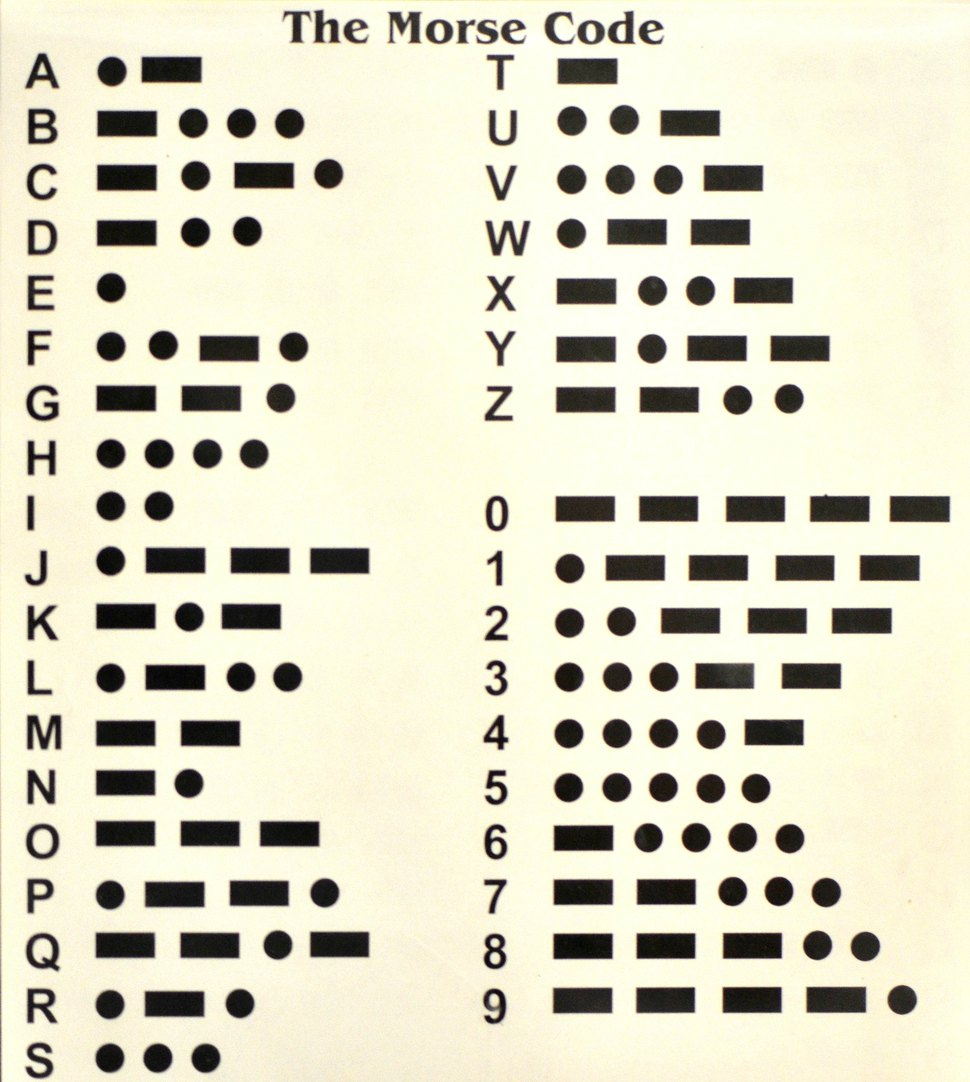 The Morse Code
A
B
C
D
E
F
G
H
I
J
K
L
M
N
O
P
Q
R
S
T
U
V
W
X
Y
Z
0
1
2
3
4
5
6
7
8
9